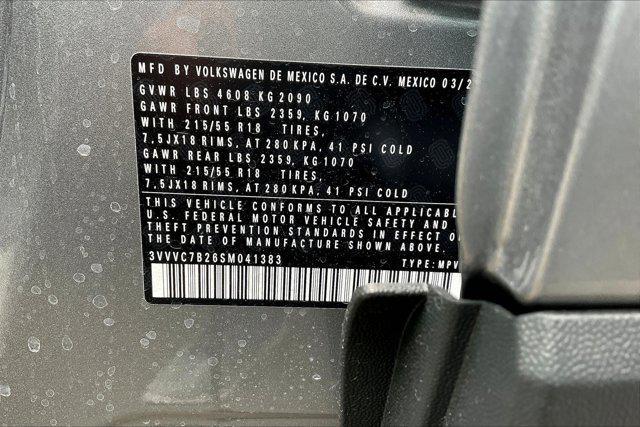 MFD BY VOLKSWAGEN DE MEXICO S.A. DE C.V. MEXICO 03/2
GVWR LBS 4608 KG 2090
GAWR FRONT LBS 2359, KG 1070
WITH 215/55 R18 TIRES,
7,5JX18 RIMS, AT 280 KPA, 41 PSI COLD
GAWR REAR LBS 2359, KG 1070
WITH 215/55 R18 TIRES,
7,5JX18 RIMS, AT 280 KPA, 41 PSI COLD
THIS VEHICLE CONFORMS TO ALL APPLICABL
U.S. FEDERAL MOTOR VEHICLE SAFETY AND
THEFT PREVENTION STANDARDS IN EFFECT O
THE DATE OF MANUFACTURE SHOWN ABOVE.
3VVVC7B26SM041383 TYPE: MPV